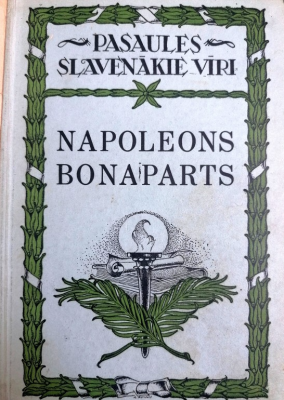 PASAULES
SLAVENĀKIE VĪRI
NAPOLEONS
BONAPARTS